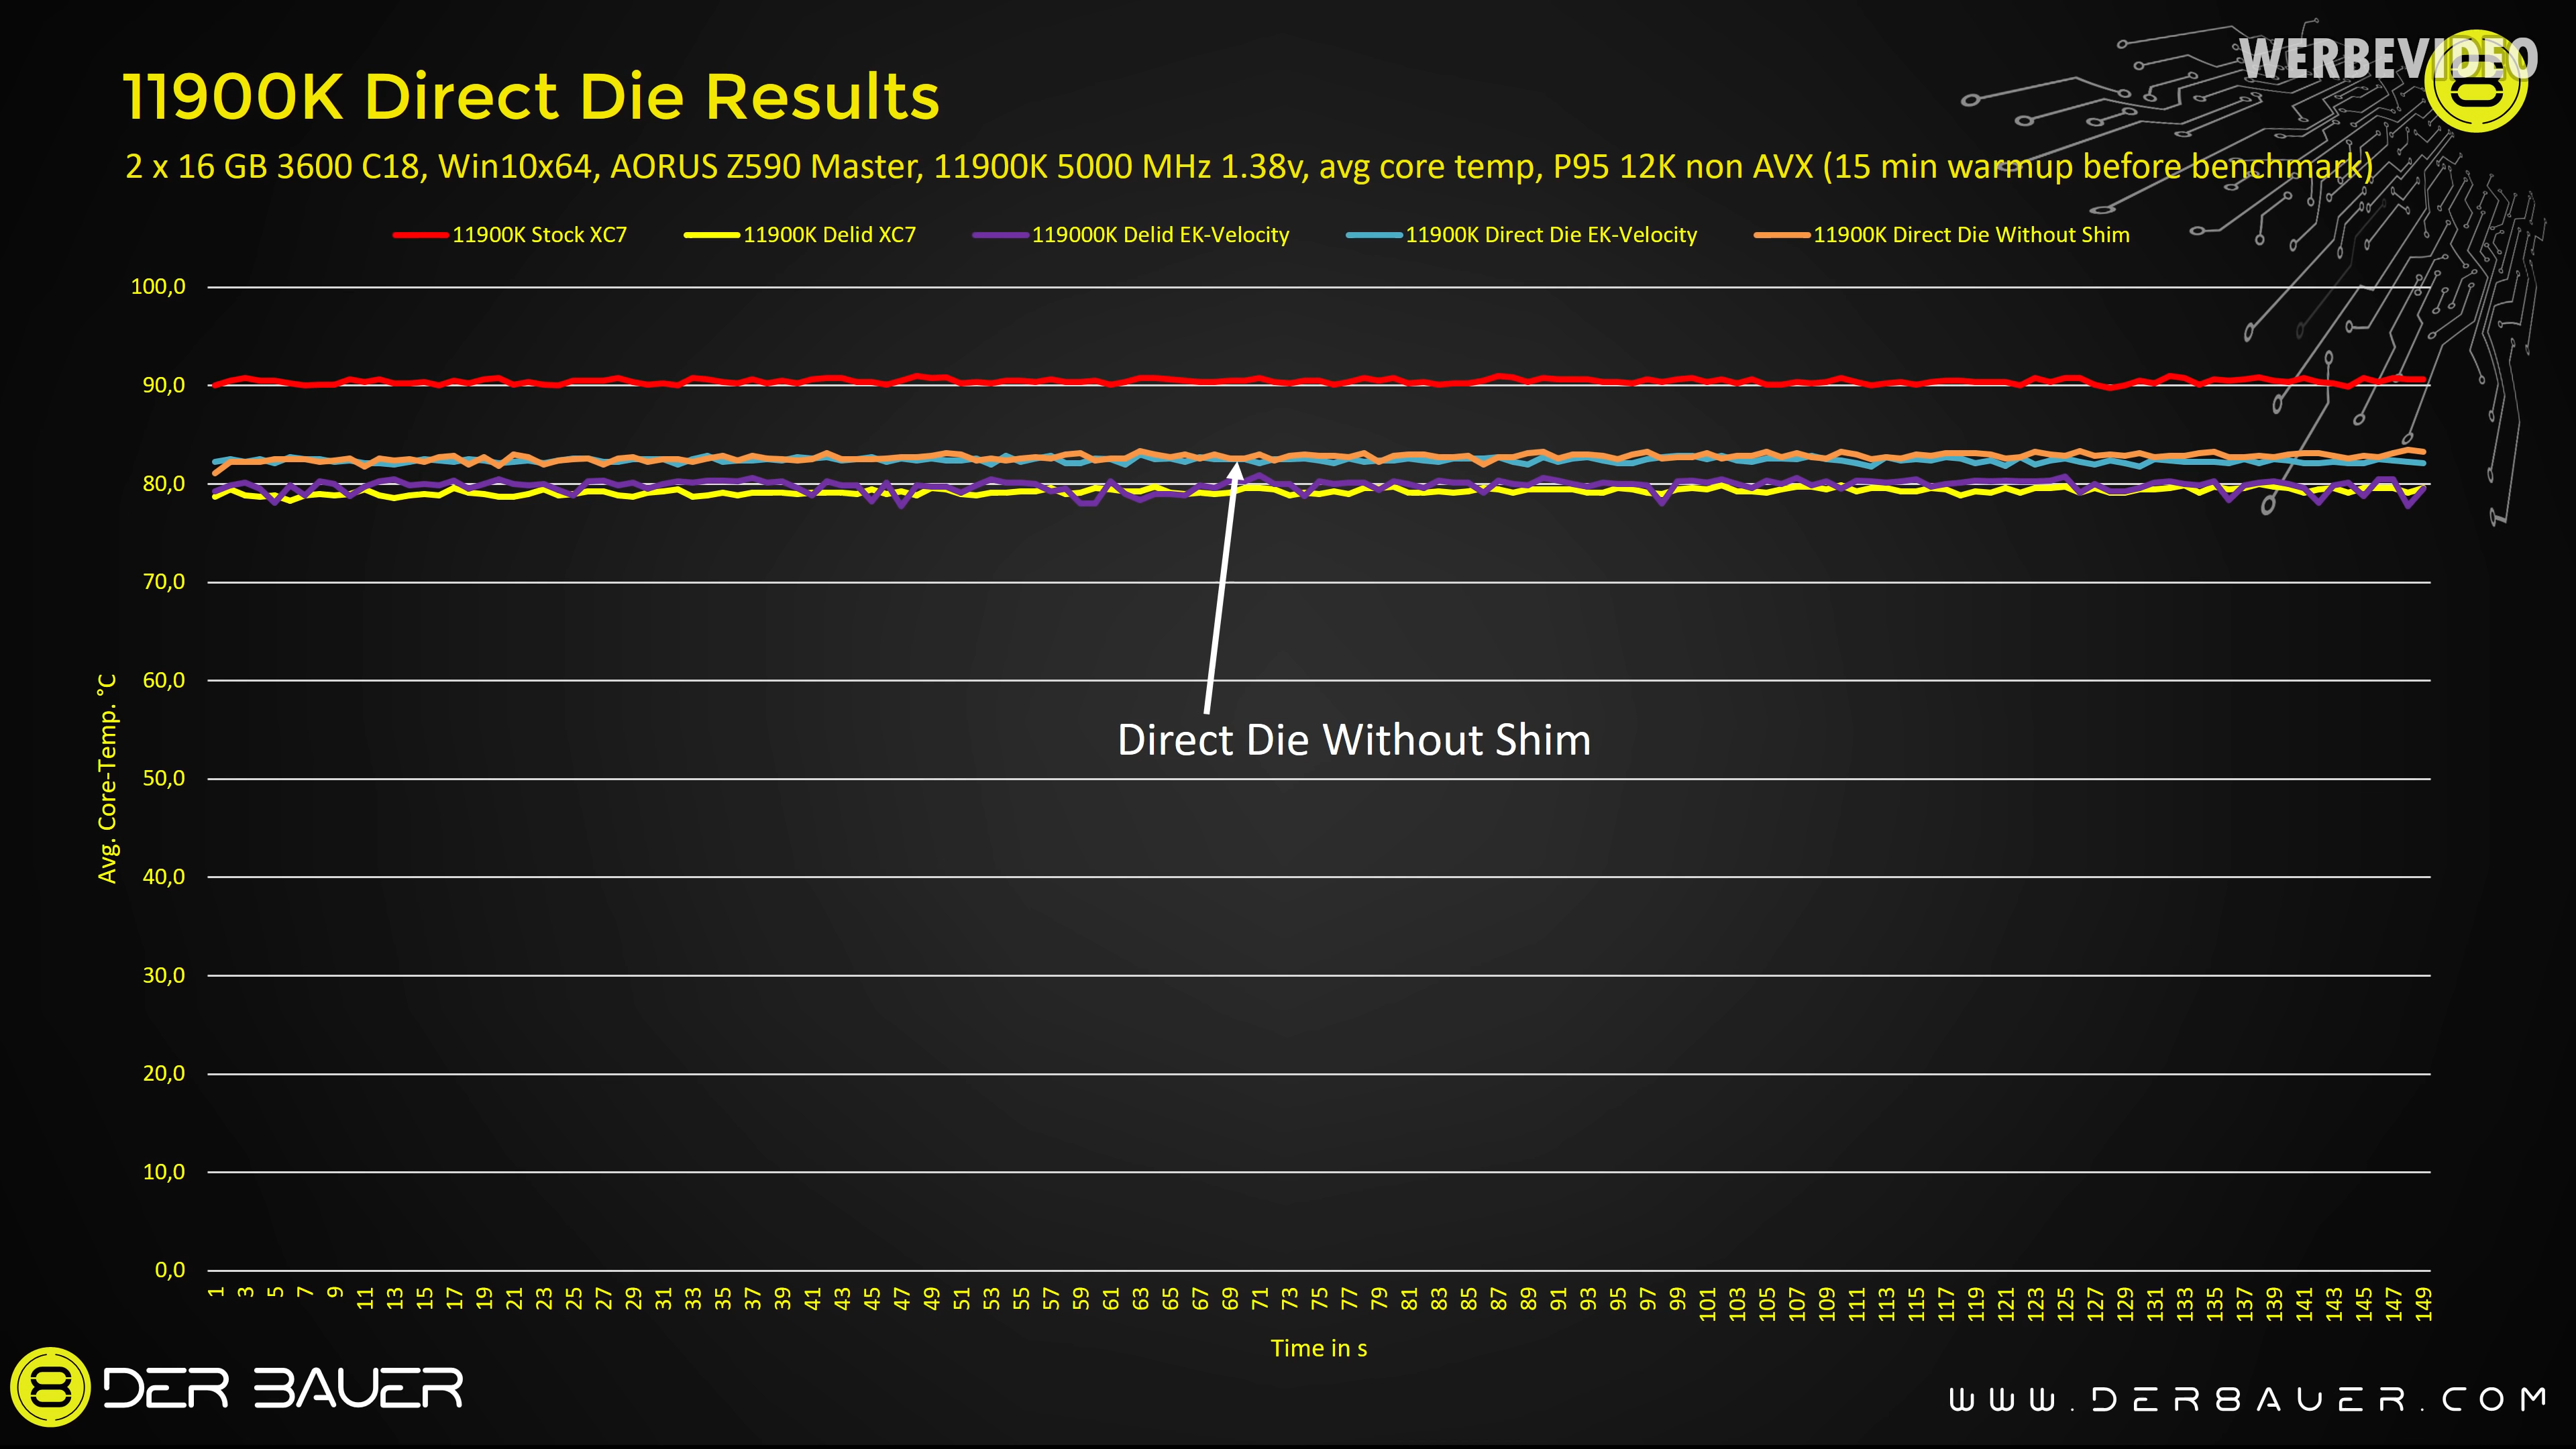 WERBEVIDEO
11900K Direct Die Results
2 x 16 GB 3600 C18, Win10x64, AORUS Z590 Master, 11900K 5000 MHz 1.38v, avg core temp, P95 12K non AVX (15 min warmup before benchmark)
11900K Stock XC7 11900K Delid XC7 119000K Delid EK-Velocity 11900K Direct Die EK-Velocity 11900K Direct Die Without Shim
100,0
90,0
80,0
70,0
60,0
50,0
40,0
30,0
20,0
10,0
0,0
Avg. Core-Temp. °C
Direct Die Without Shim
1 3 5 7 9 11 13 15 17 19 21 23 25 27 29 31 33 35 37 39 41 43 45 47 49 51 53 55 57 59 61 63 65 67 69 71 73 75 77 79 81 83 85 87 89 91 93 95 97 99 101 103 105 107 109 111 113 115 117 119 121 123 125 127 129 131 133 135 137 139 141 143 145 147 149
Time in s
DER 8AUER
WWW.DER8AUER.COM